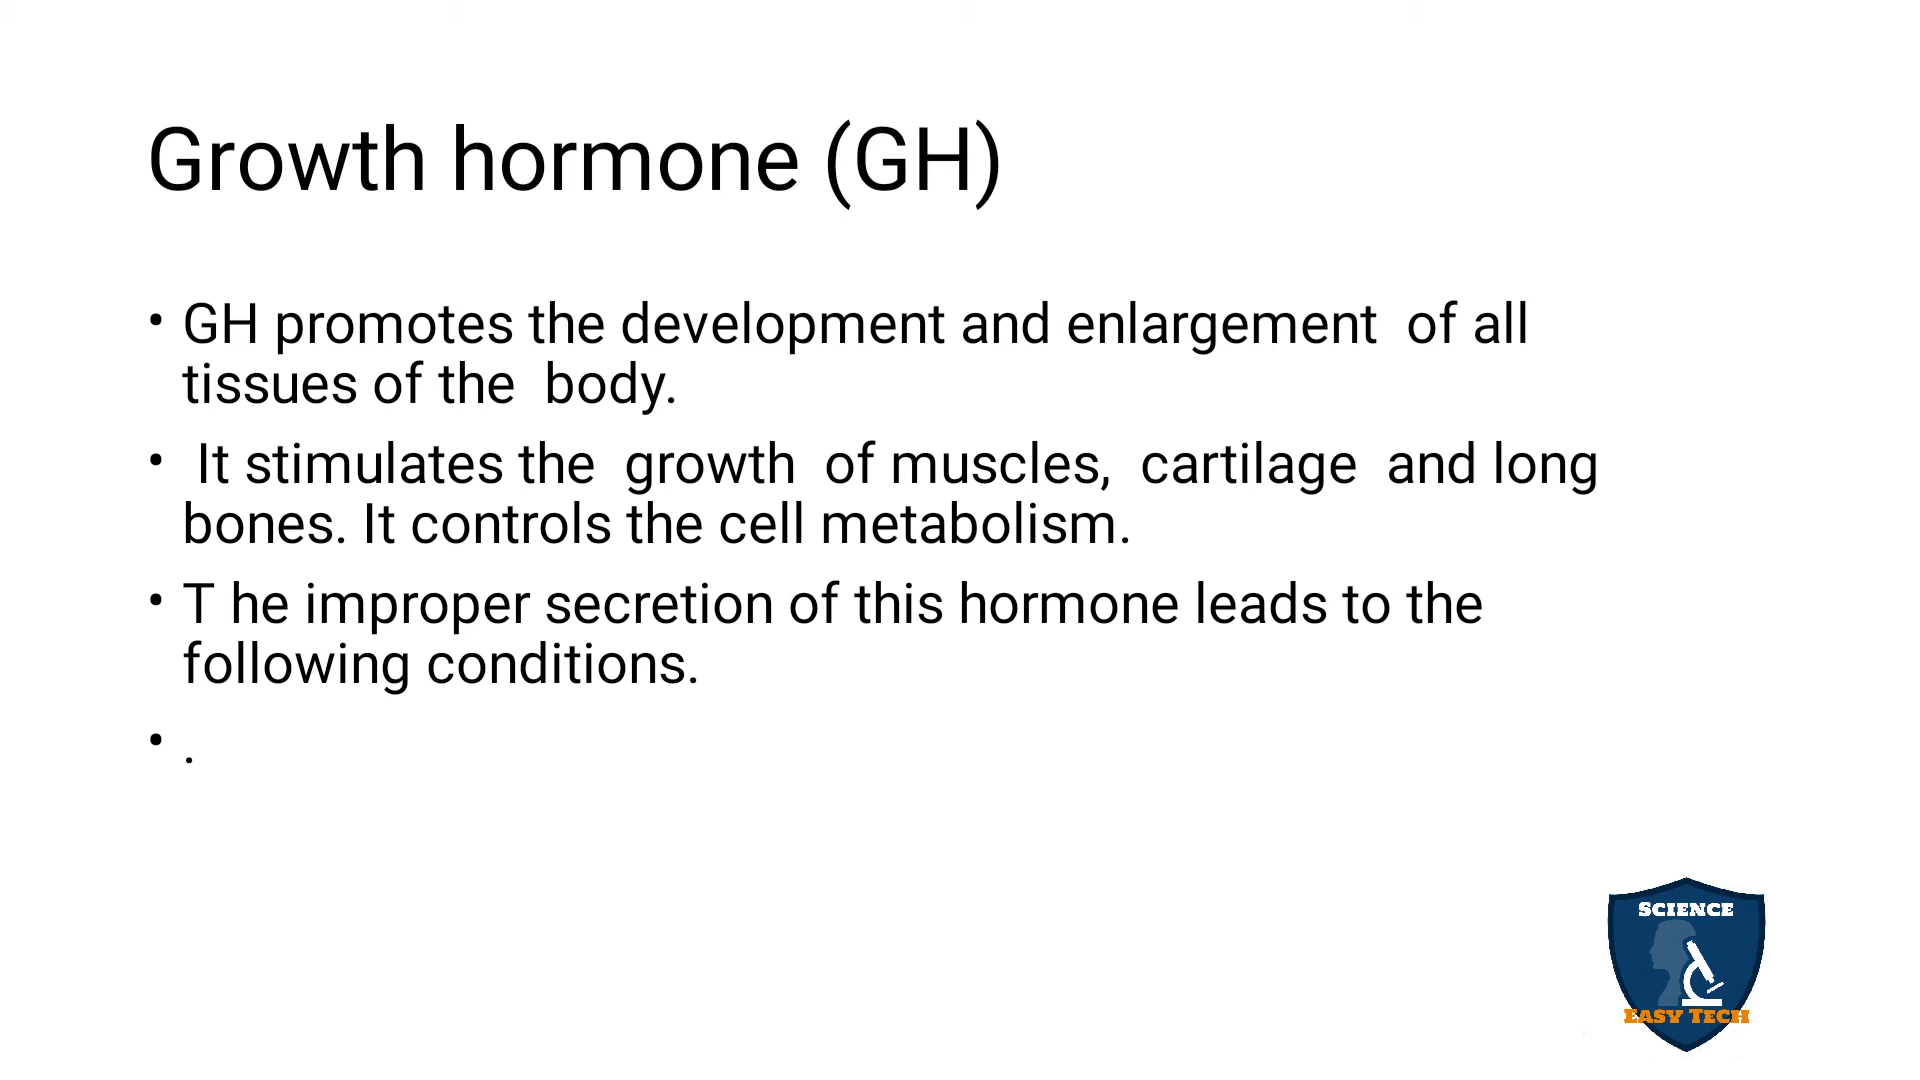 Growth hormone (GH)
• GH promotes the development and enlargement  of all
tissues of the  body.
•  It stimulates the  growth  of muscles,  cartilage  and long
bones. It controls the cell metabolism.
• T he improper secretion of this hormone leads to the
following conditions.
• .
SCIENCE
EASY TECH